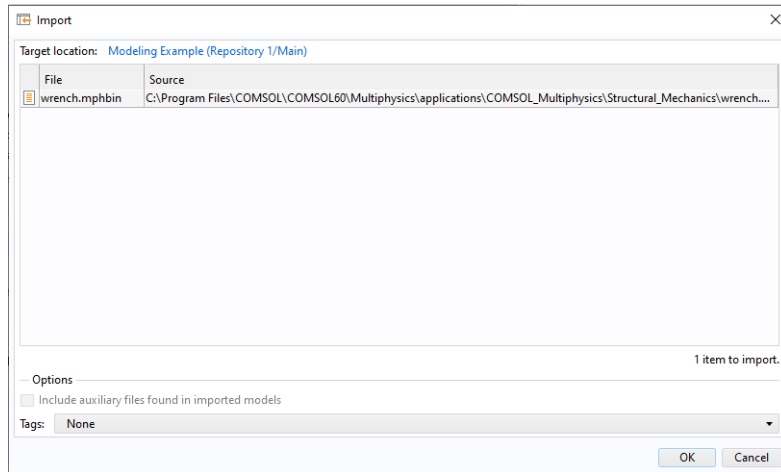 Import
Target location: Modeling Example (Repository 1/Main)
File Source
wrench.mphbin C:\Program Files\COMSOL\COMSOL60\Multiphysics\applications\COMSOL_Multiphysics\Structural_Mechanics\wrench....
1 item to import.
Options
Include auxiliary files found in imported models
Tags: None
OK Cancel